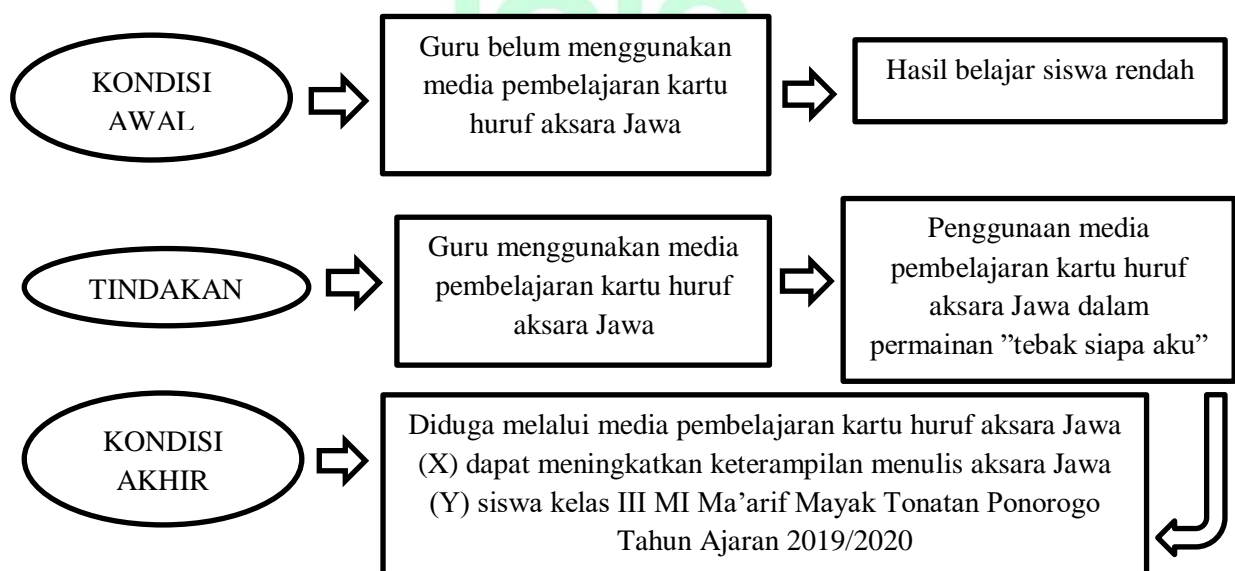 KONDISI
AWAL
Guru belum menggunakan
media pembelajaran kartu
huruf aksara Jawa
Hasil belajar siswa rendah
TINDAKAN
Guru menggunakan media
pembelajaran kartu huruf
aksara Jawa
Penggunaan media
pembelajaran kartu huruf
aksara Jawa dalam
permainan ”tebak siapa aku”
KONDISI
AKHIR
Diduga melalui media pembelajaran kartu huruf aksara Jawa
(X) dapat meningkatkan keterampilan menulis aksara Jawa
(Y) siswa kelas III MI Ma’arif Mayak Tonatan Ponorogo
Tahun Ajaran 2019/2020